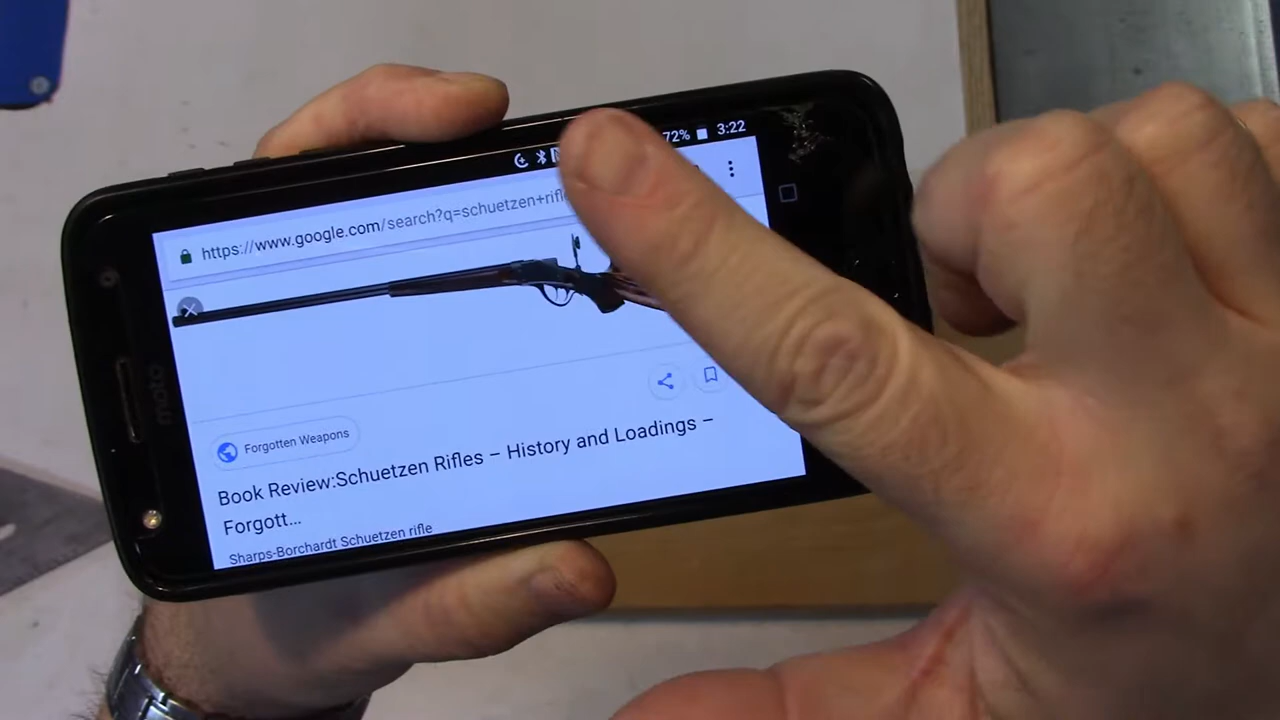 72% 3:22
https://www.google.com/search?q=schuetzen+rifl
Forgotten Weapons
Book Review:Schuetzen Rifles – History and Loadings –
Forgott...
Sharps-Borchardt Schuetzen rifle
moto